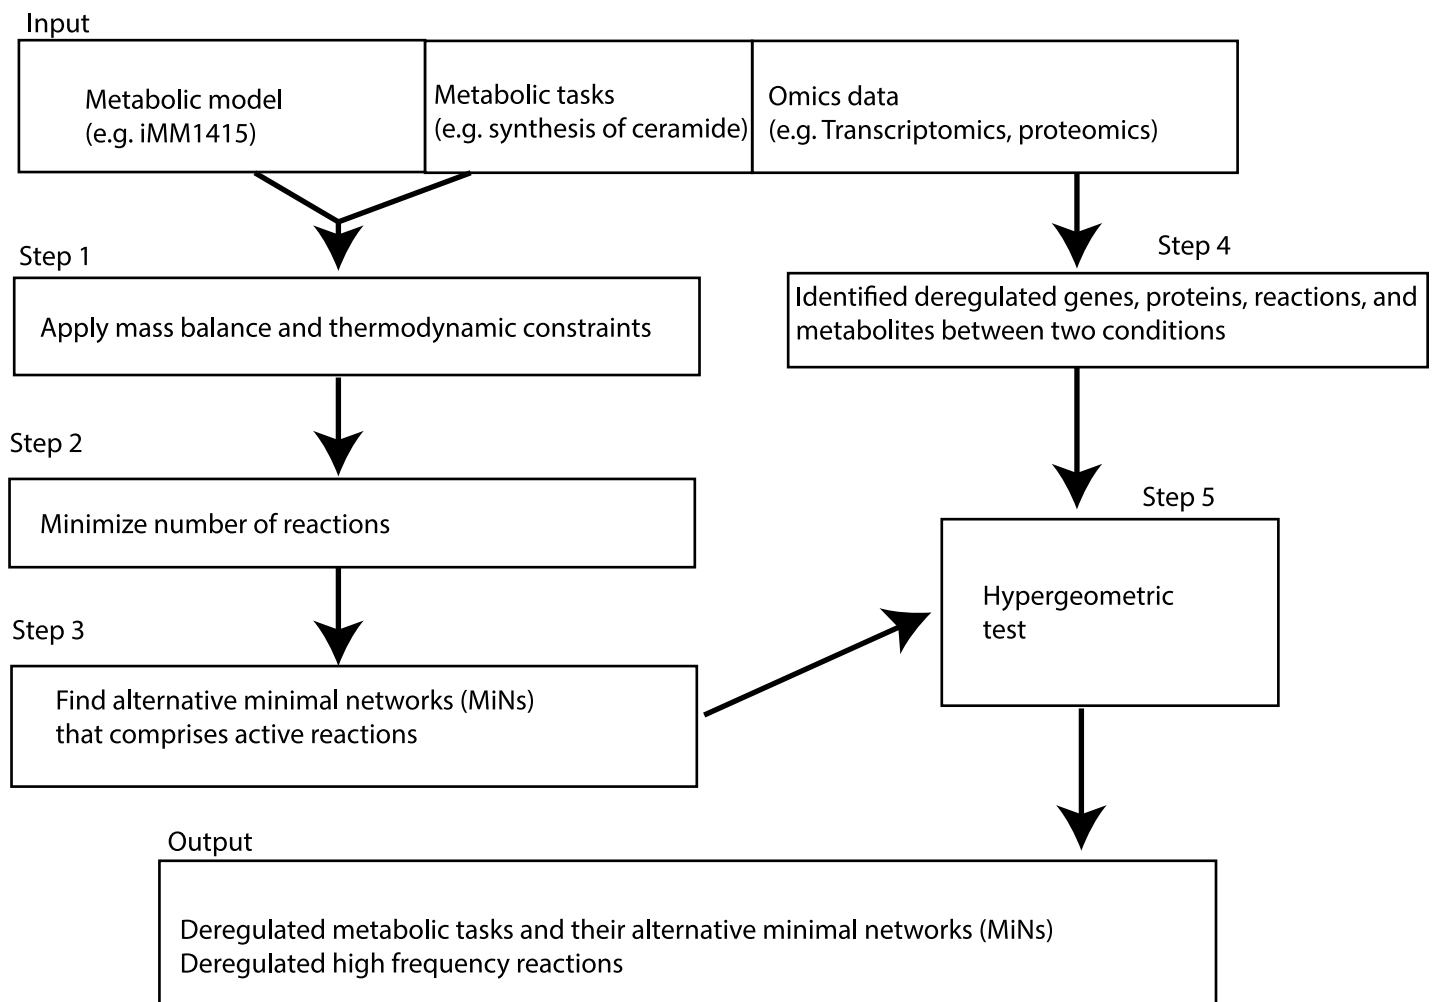 Input
Metabolic model
(e.g. iMM1415)
Metabolic tasks
(e.g. synthesis of ceramide)
Omics data
(e.g. Transcriptomics, proteomics)
Step 1
Apply mass balance and thermodynamic constraints
Step 2
Minimize number of reactions
Step 3
Find alternative minimal networks (MiNs)
that comprises active reactions
Step 4
Identified deregulated genes, proteins, reactions, and
metabolites between two conditions
Step 5
Hypergeometric
test
Output
Deregulated metabolic tasks and their alternative minimal networks (MiNs)
Deregulated high frequency reactions